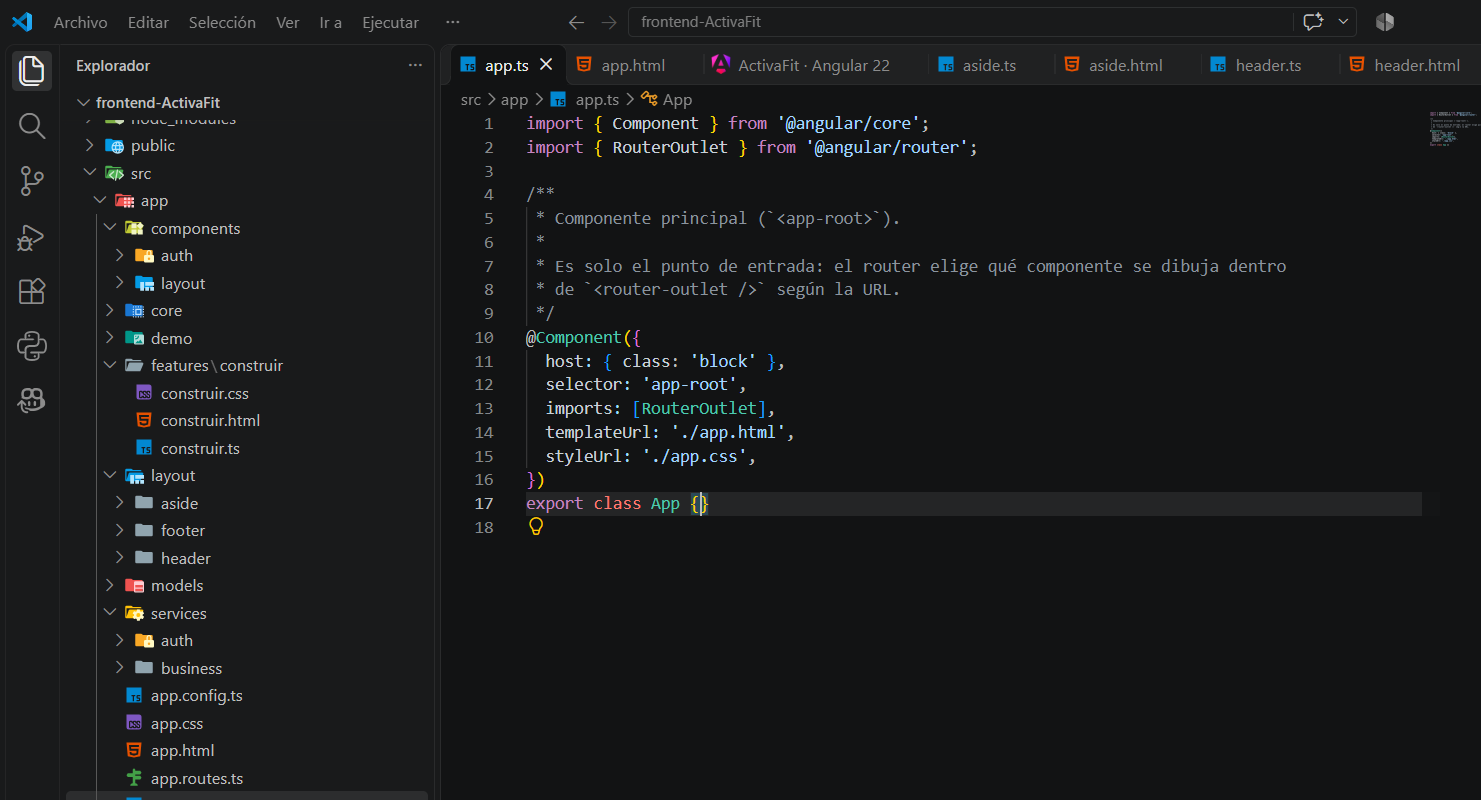 Archivo Editar Selección Ver Ir a Ejecutar ··· frontend-ActivaFit
Explorador ···
frontend-ActivaFit
node_modules
public
src
app
components
auth
layout
core
demo
features\construir
construir.css
construir.html
construir.ts
layout
aside
footer
header
models
services
auth
business
app.config.ts
app.css
app.html
app.routes.ts
app.ts app.html ActivaFit · Angular 22 aside.ts aside.html header.ts header.html
src > app > app.ts > App
1 import { Component } from '@angular/core';
2 import { RouterOutlet } from '@angular/router';
3
4 /**
5  * Componente principal (`<app-root>`).
6  *
7  * Es solo el punto de entrada: el router elige qué componente se dibuja dentro
8  * de `<router-outlet />` según la URL.
9  */
10 @Component({
11   host: { class: 'block' },
12   selector: 'app-root',
13   imports: [RouterOutlet],
14   templateUrl: './app.html',
15   styleUrl: './app.css',
16 })
17 export class App {}
18